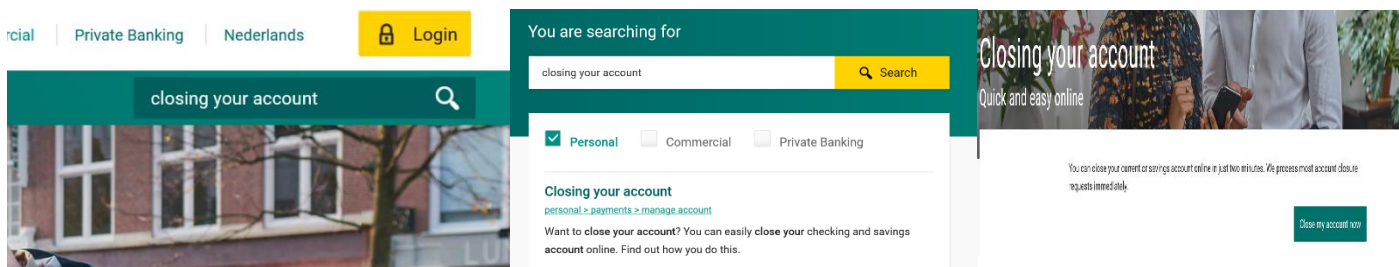 rcial
Private Banking
Nederlands
Login
closing your account
You are searching for
closing your account
Search
Personal
Commercial
Private Banking
Closing your account
personal > payments > manage account
Want to close your account? You can easily close your checking and savings
account online. Find out how you do this.
Closing your account
Quick and easy online
You can close your current or savings account online in just two minutes. We process most account closure
requests immediately.
Close my account now